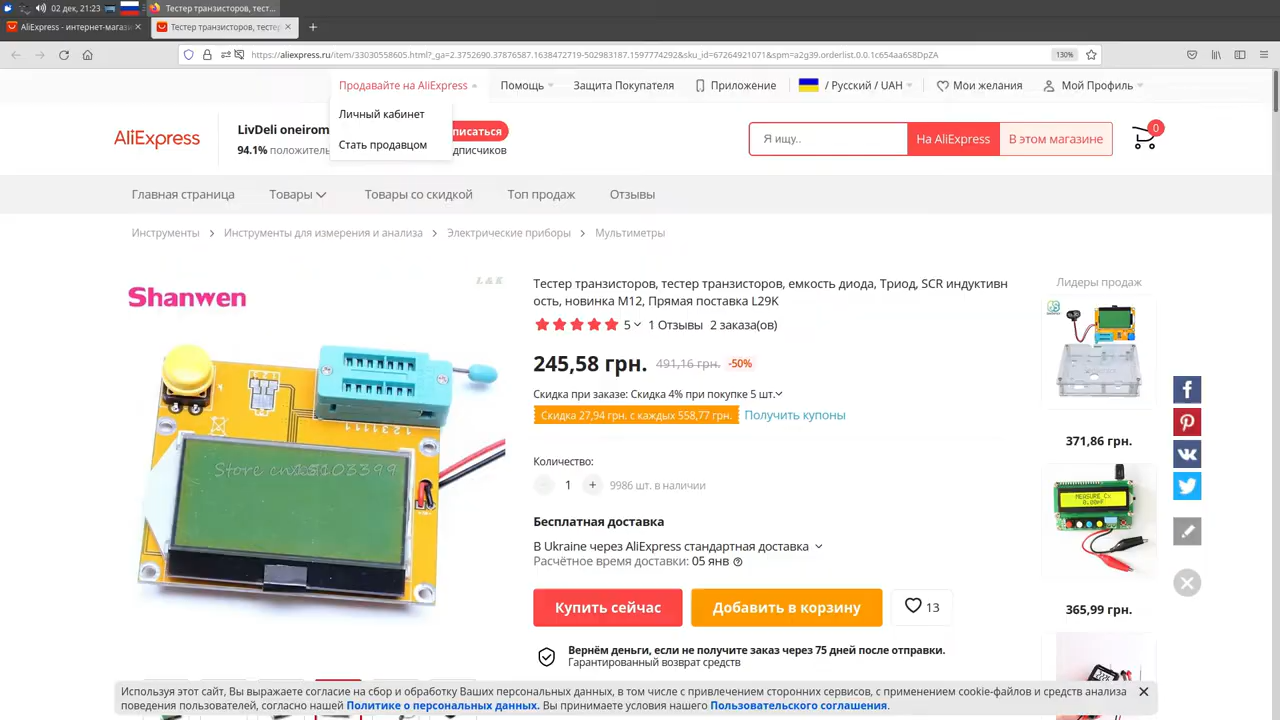 02 дек, 21:23
Тестер транзисторов, тест...
AliExpress - интернет-магази
Тестер транзисторов, тестер
https://aliexpress.ru/item/33030558605.html?_ga=2.3752690.37876587.1638472719-502983187.1597774292&sku_id=67264921071&spm=a2g39.orderlist.0.0.1c654aa658DpZA
130%
Продавайте на AliExpress
Помощь
Защита Покупателя
Приложение
/ Русский / UAH
Мои желания
Мой Профиль
Личный кабинет
Стать продавцом
AliExpress
LivDeli oneirom
писаться
94.1% положитель
дписчиков
Я ищу..
На AliExpress
В этом магазине
0
Главная страница
Товары
Товары со скидкой
Топ продаж
Отзывы
Инструменты
Инструменты для измерения и анализа
Электрические приборы
Мультиметры
Shanwen
Тестер транзисторов, тестер транзисторов, емкость диода, Триод, SCR индуктивн
ость, новинка M12, Прямая поставка L29K
5
1 Отзывы
2 заказа(ов)
245,58 грн.
491,16 грн.
-50%
Скидка при заказе: Скидка 4% при покупке 5 шт.
Скидка 27,94 грн. с каждых 558,77 грн.
Получить купоны
Количество:
1
+
9986 шт. в наличии
Бесплатная доставка
В Ukraine через AliExpress стандартная доставка
Расчётное время доставки: 05 янв
Купить сейчас
Добавить в корзину
13
Вернём деньги, если не получите заказ через 75 дней после отправки.
Гарантированный возврат средств
Лидеры продаж
371,86 грн.
MEASURE Cx
0.00nF
365,99 грн.
Используя этот сайт, Вы выражаете согласие на сбор и обработку Ваших персональных данных, в том числе с привлечением сторонних сервисов, с применением cookie-файлов и средств анализа
поведения пользователей, согласно нашей Политике о персональных данных. Вы принимаете условия нашего Пользовательского соглашения.